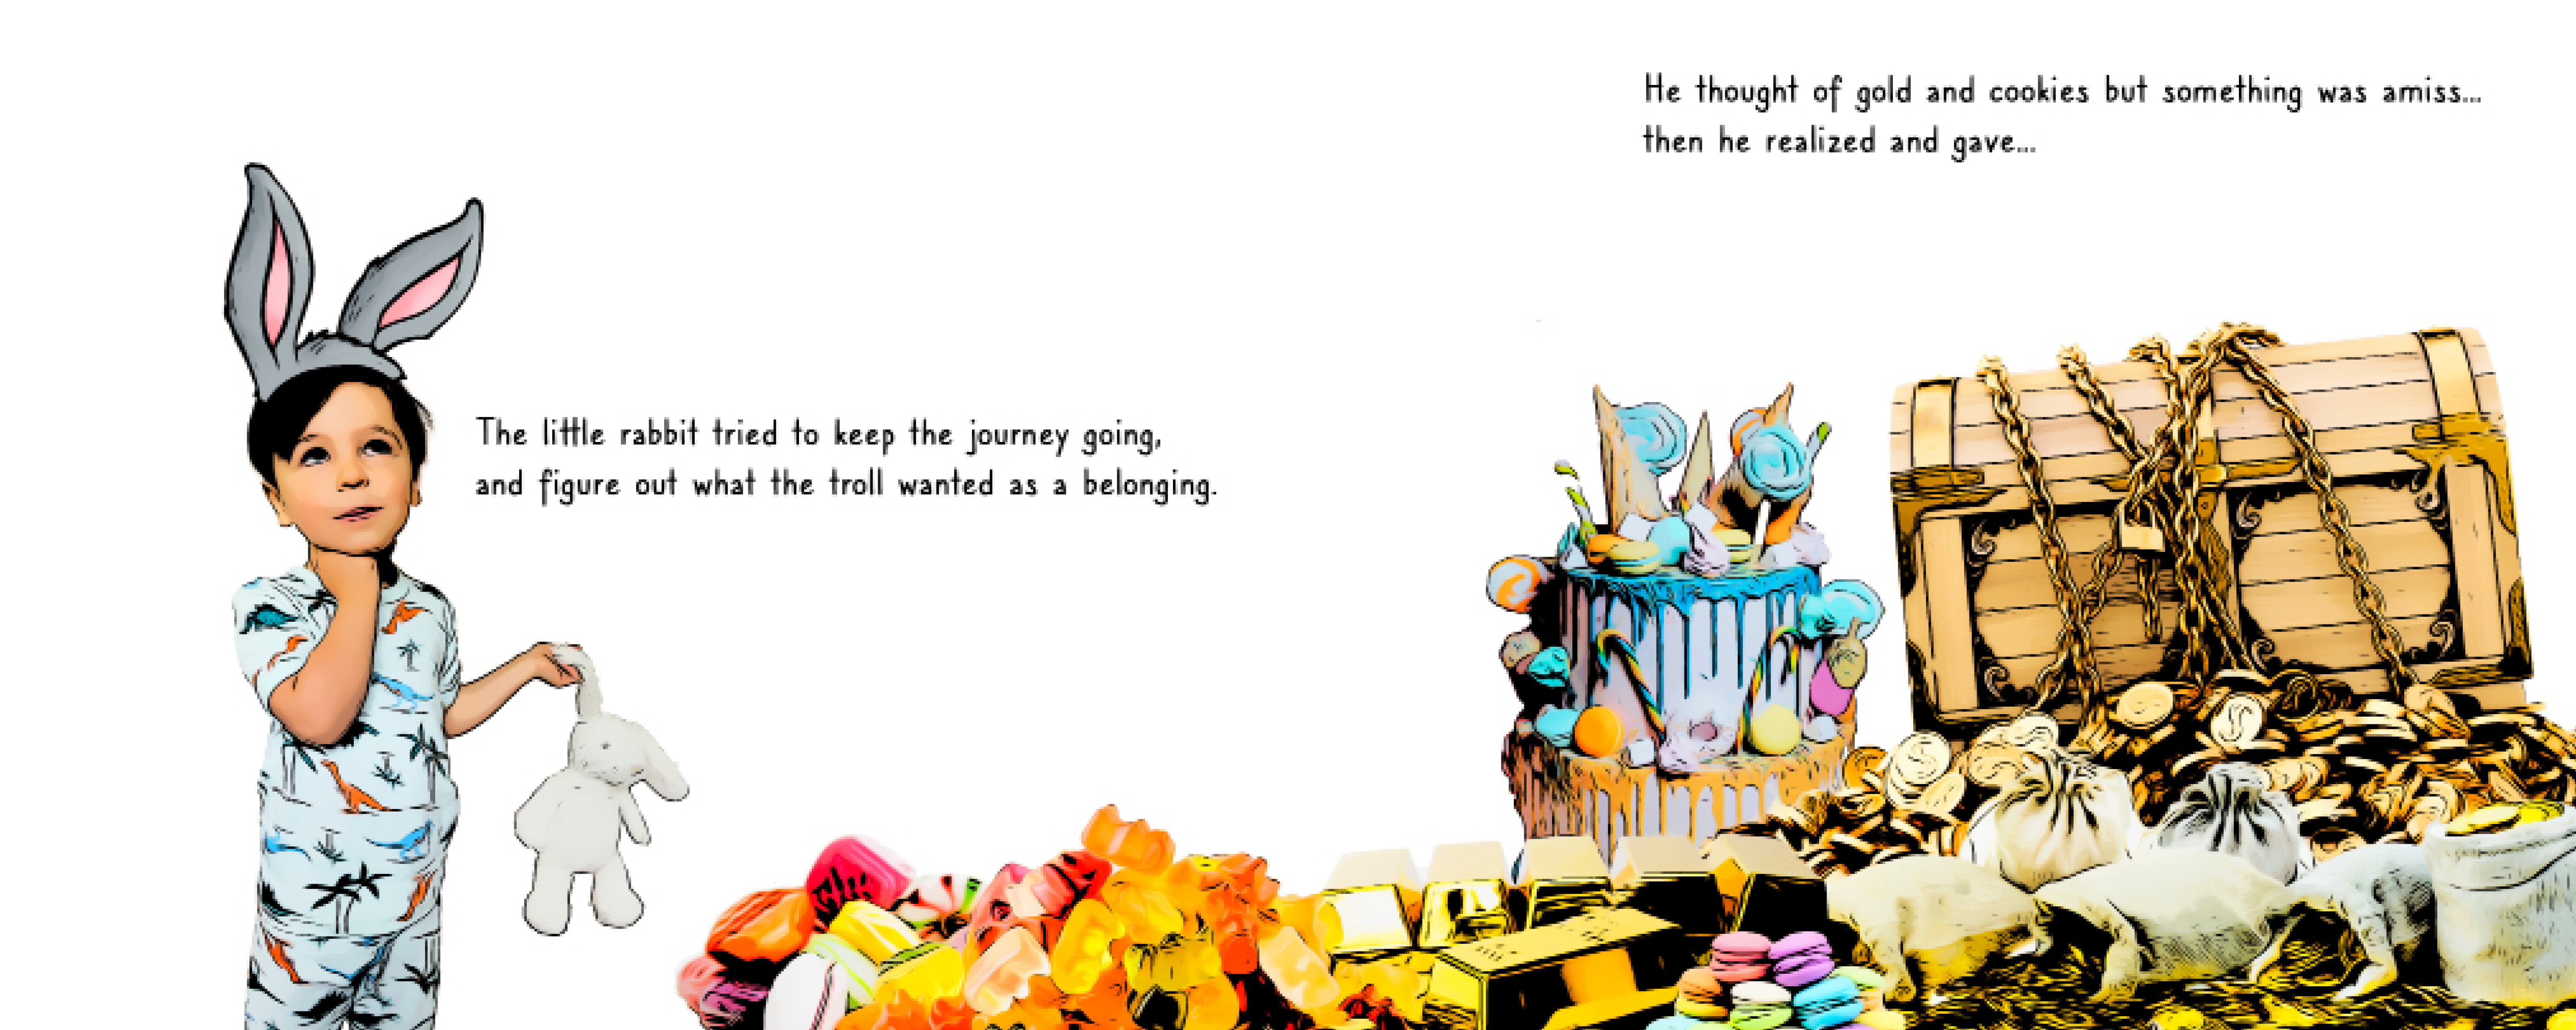 The little rabbit tried to keep the journey going,
and figure out what the troll wanted as a belonging.
He thought of gold and cookies but something was amiss...
then he realized and gave...